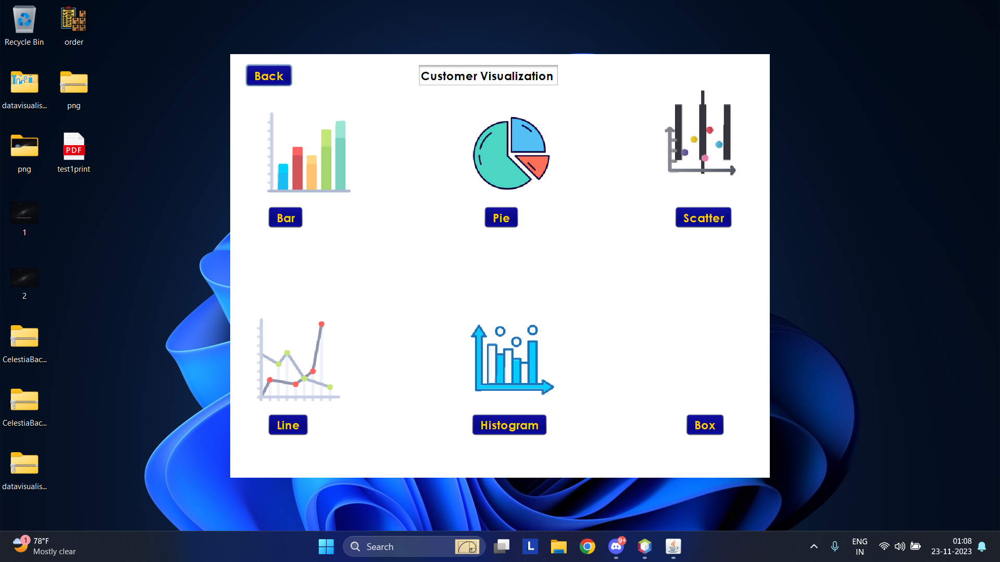 Recycle Bin
order
datavisualis...
png
png
PDF
test1print
1
2
CelestiaBac...
CelestiaBac...
datavisualis...
Back
Customer Visualization
Bar
Pie
Scatter
Line
Histogram
Box
1
78°F
Mostly clear
Search
L
9+
ENG
IN
01:08
23-11-2023